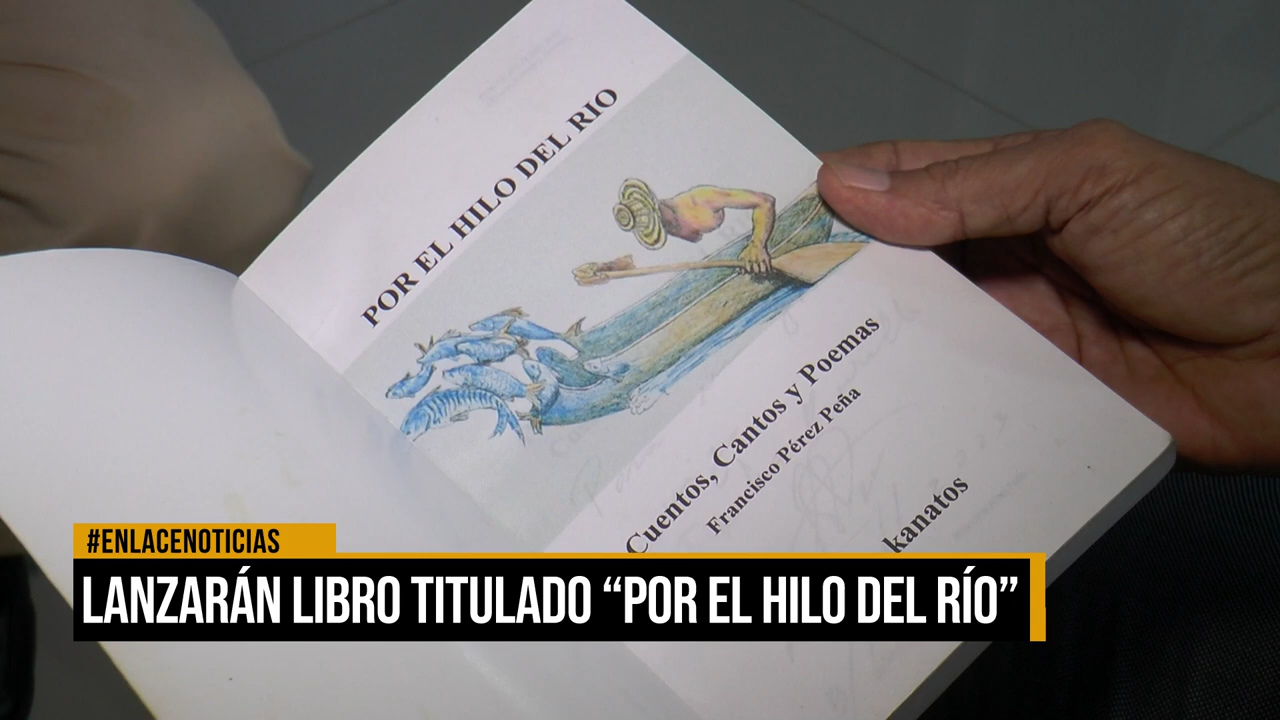 POR EL HILO DEL RIO
Cuentos, Cantos y Poemas
Francisco Pérez Peña
kanatos
#ENLACENOTICIAS
LANZARÁN LIBRO TITULADO “POR EL HILO DEL RÍO”